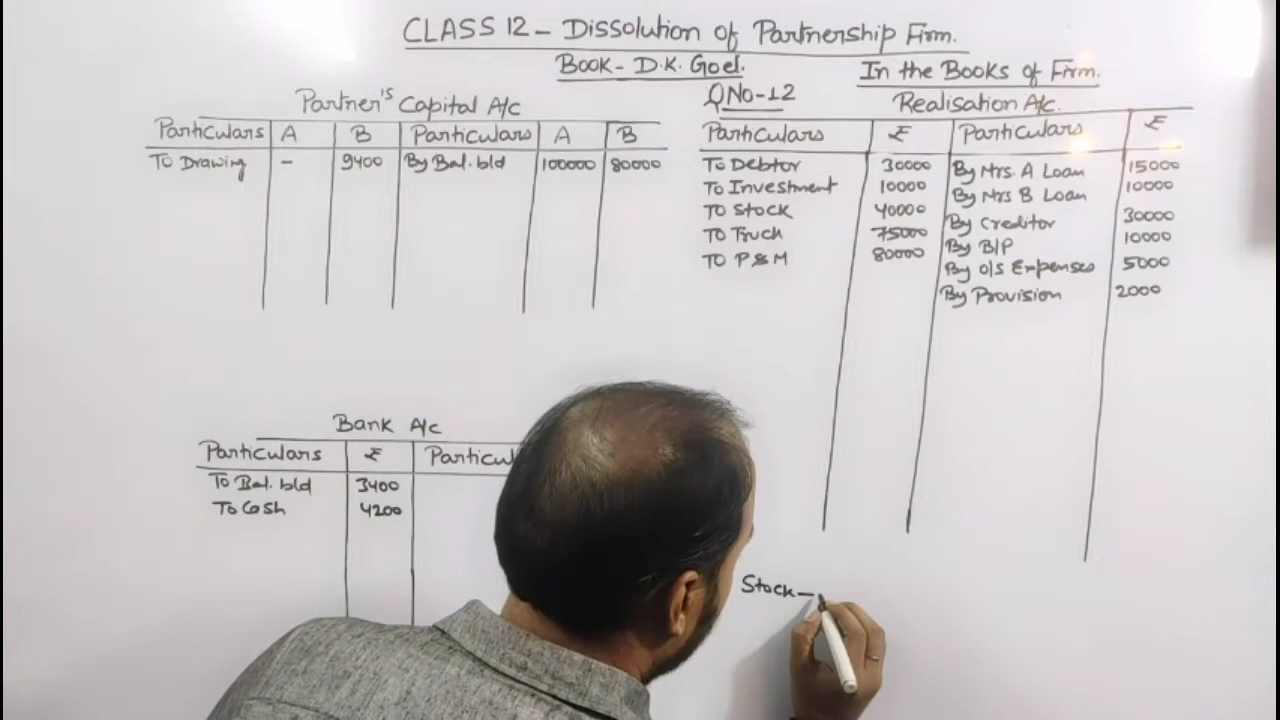 CLASS 12 - Dissolution of Partnership Firm.
Book - D.K. Goel.
In the Books of Firm.
QNo-12
Partner's Capital A/c
Particulars A B Particulars A B
To Drawing - 9400 By Bal. b/d 100000 80000
Realisation A/c.
Particulars ₹ Particulars ₹
To Debtor 30000 By Mrs. A Loan 15000
To Investment 10000 By Mrs B Loan 10000
To Stock 40000 By Creditor 30000
To Truck 75000 By B/P 10000
To P&M 80000 By o/s Expenses 5000
By Provision 2000
Bank A/c
Particulars ₹ Particul
To Bal. b/d 3400
To Cash 4200
Stock -